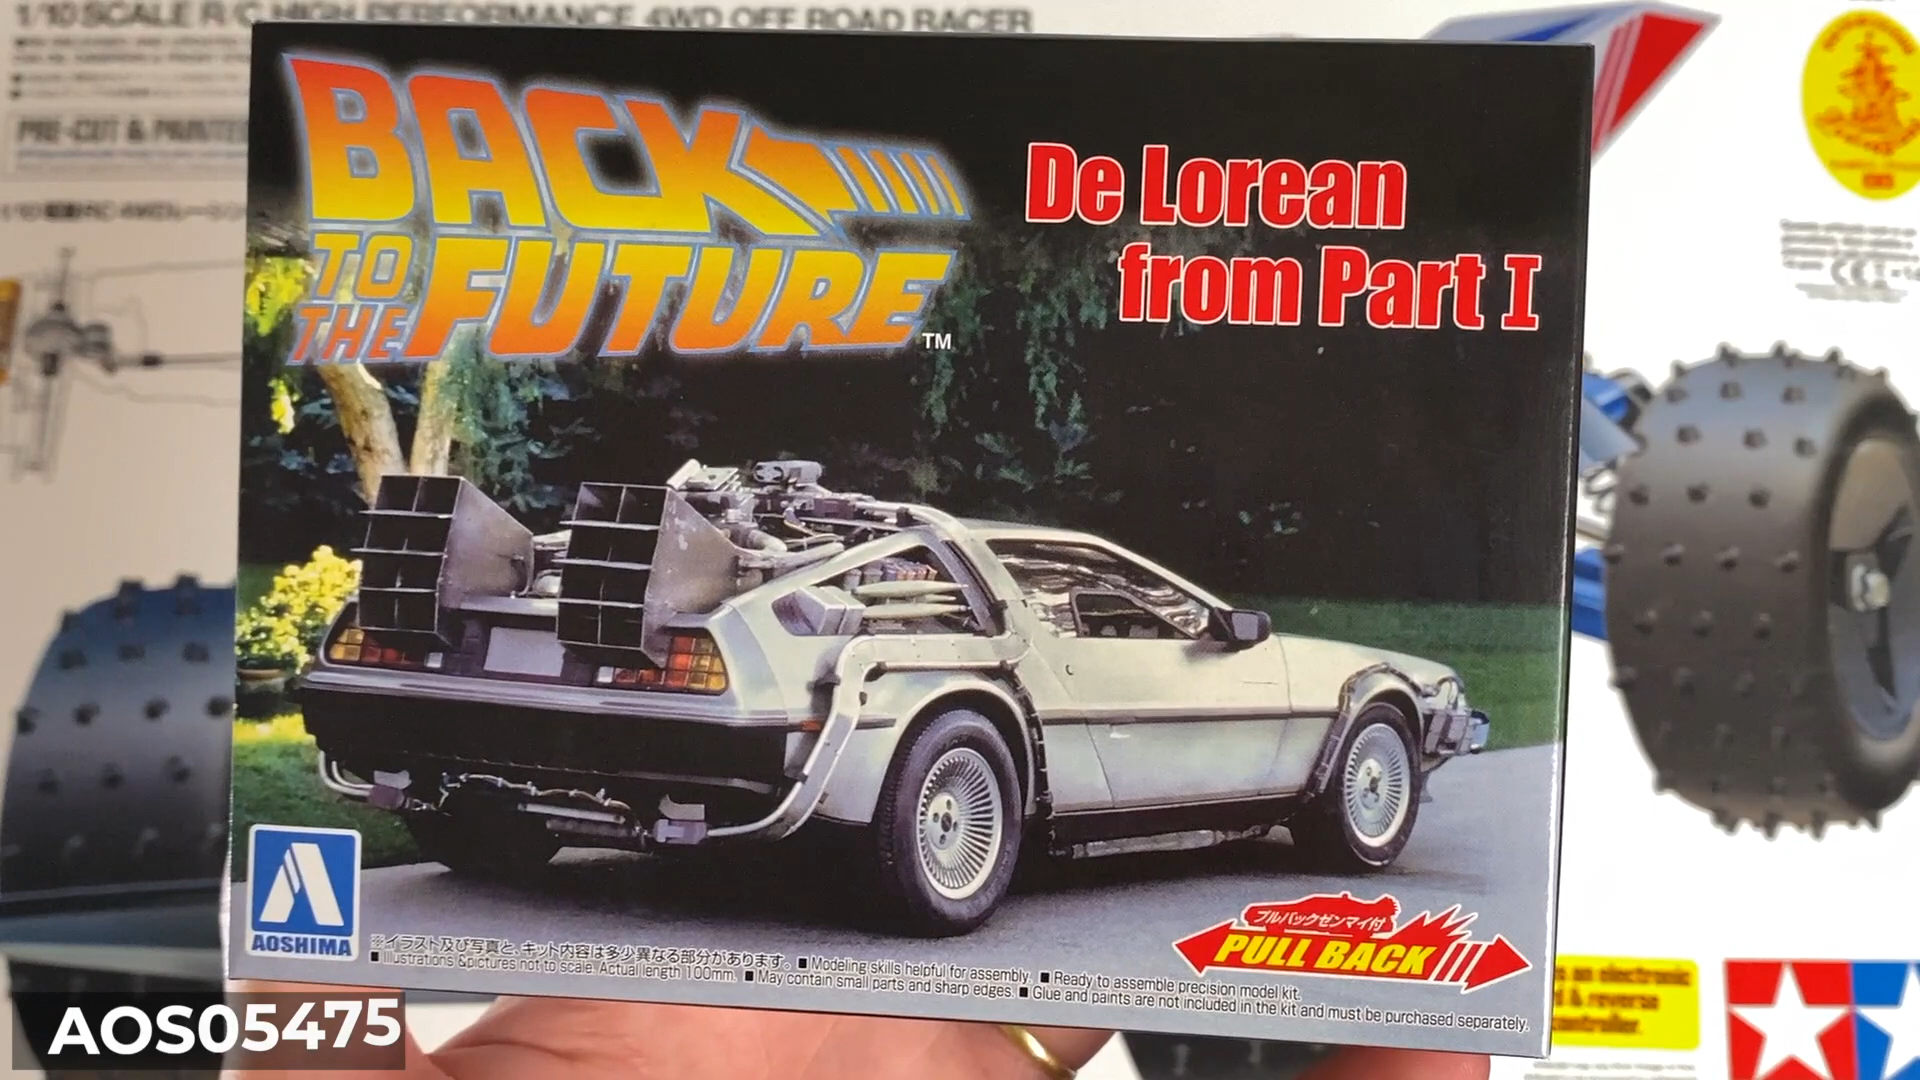 1/10 SCALE R/C HIGH PERFORMANCE 4WD OFF ROAD RACER
PRE-CUT & PAINTED
BACK
TO THE FUTURE™
De Lorean
from Part I
AOSHIMA
プルバックゼンマイ付
PULL BACK
※イラスト及び写真と、キット内容は多少異なる部分があります。 ■ Modeling skills helpful for assembly. ■ Ready to assemble precision model kit.
■ Illustrations & pictures not to scale. Actual length 100mm. ■ May contain small parts and sharp edges. ■ Glue and paints are not included in the kit and must be purchased separately.
an electronic
& reverse
controller.
AOS05475